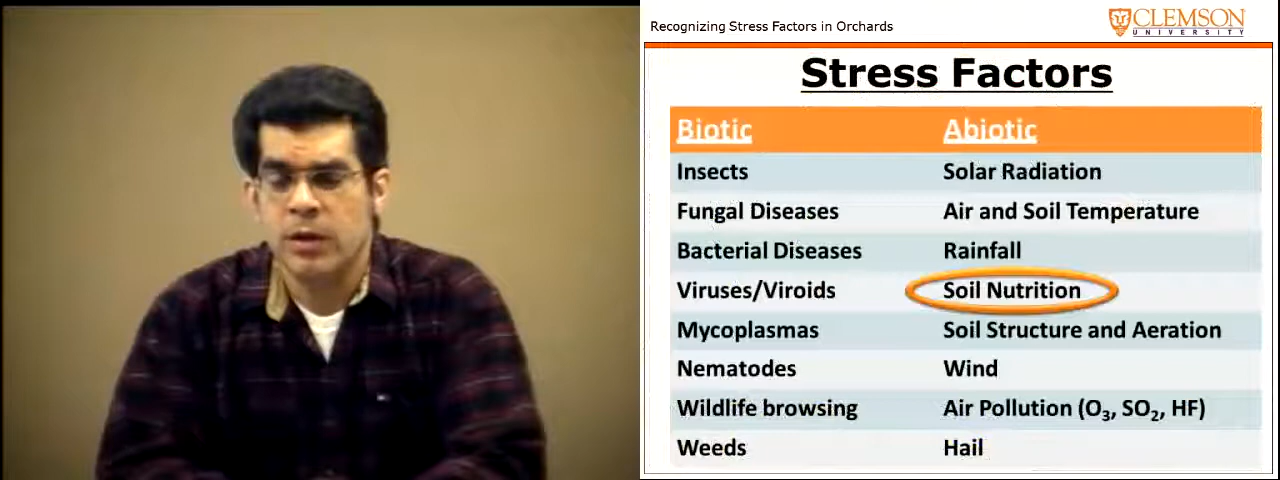 Recognizing Stress Factors in Orchards
CLEMSON
UNIVERSITY
Stress Factors
Biotic Abiotic
Insects Solar Radiation
Fungal Diseases Air and Soil Temperature
Bacterial Diseases Rainfall
Viruses/Viroids Soil Nutrition
Mycoplasmas Soil Structure and Aeration
Nematodes Wind
Wildlife browsing Air Pollution (O₃, SO₂, HF)
Weeds Hail